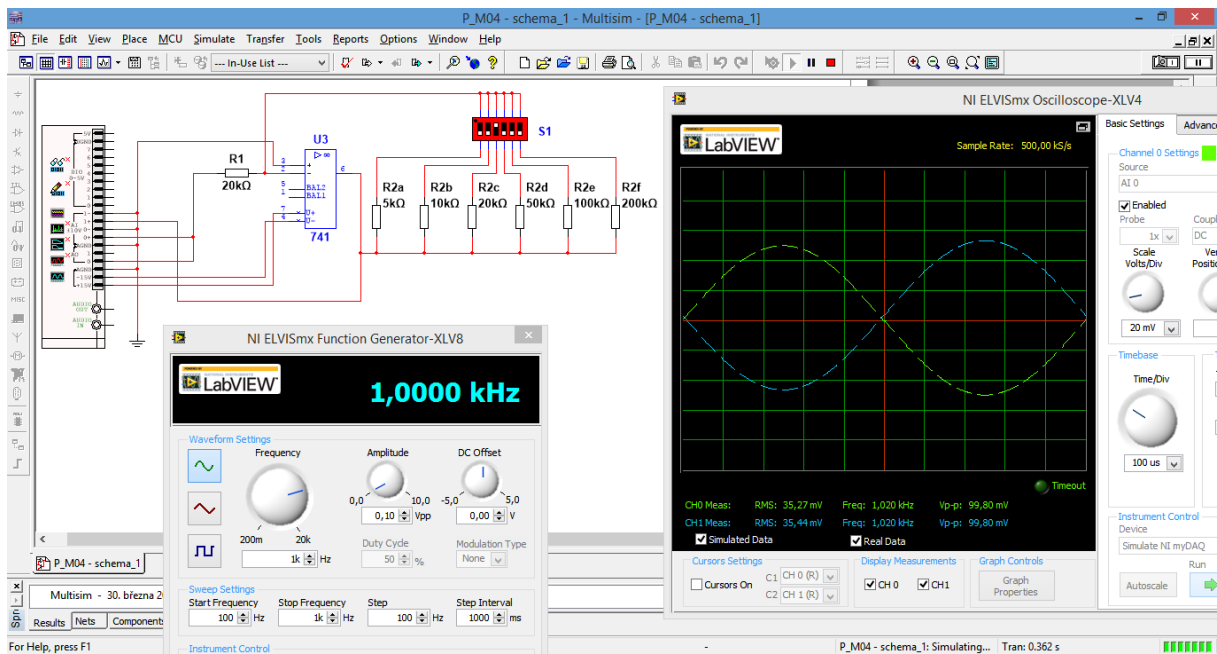 P_M04 - schema_1 - Multisim - [P_M04 - schema_1]
File Edit View Place MCU Simulate Transfer Tools Reports Options Window Help
--- In-Use List ---
S1
U3
R1
20kΩ
BAL2
BAL1
741
R2a
5kΩ
R2b
10kΩ
R2c
20kΩ
R2d
50kΩ
R2e
100kΩ
R2f
200kΩ
AUDIO
OUT
AUDIO
IN
NI ELVISmx Function Generator-XLV8
LabVIEW
1,0000 kHz
Waveform Settings
Frequency
Amplitude
DC Offset
0,0 10,0
-5,0 5,0
0,10 Vpp
0,00 V
200m 20k
1k Hz
Duty Cycle
50 %
Modulation Type
None
Sweep Settings
Start Frequency Stop Frequency Step Step Interval
100 Hz 1k Hz 100 Hz 1000 ms
Instrument Control
NI ELVISmx Oscilloscope-XLV4
LabVIEW
Sample Rate: 500,00 kS/s
Timeout
CH0 Meas: RMS: 35,27 mV Freq: 1,020 kHz Vp-p: 99,80 mV
CH1 Meas: RMS: 35,44 mV Freq: 1,020 kHz Vp-p: 99,80 mV
Simulated Data Real Data
Cursors Settings
Cursors On
C1 CH 0 (R)
C2 CH 1 (R)
Display Measurements
CH 0 CH1
Graph Controls
Graph
Properties
Basic Settings
Channel 0 Settings
Source
AI 0
Enabled
Probe
1x
DC
Scale
Volts/Div
20 mV
Timebase
Time/Div
100 us
Instrument Control
Device
Simulate NI myDAQ
Run
Autoscale
P_M04 - schema_1
Multisim - 30. března
Results Nets
For Help, press F1
P_M04 - schema_1: Simulating... Tran: 0.362 s